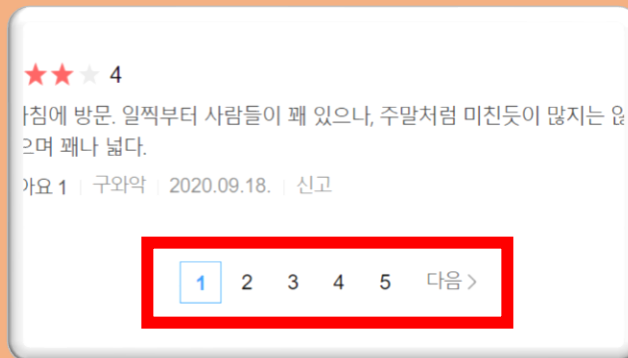 4
아침에 방문. 일찍부터 사람들이 꽤 있으나, 주말처럼 미친듯이 많지는 않
으며 꽤나 넓다.
아요 1 구와악 2020.09.18. 신고
1 2 3 4 5 다음 >